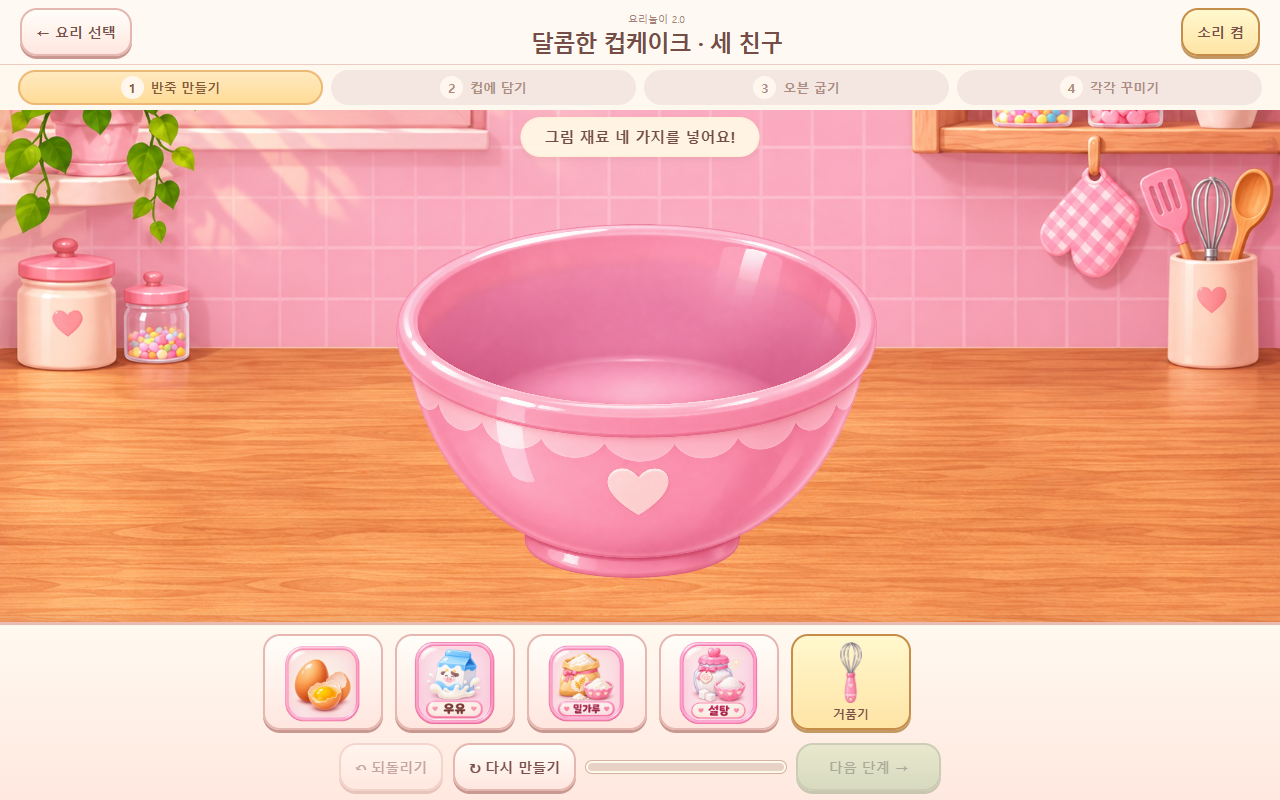 ← 요리 선택
요리놀이 2.0
달콤한 컵케이크 · 세 친구
소리 켬
1 반죽 만들기
2 컵에 담기
3 오븐 굽기
4 각각 꾸미기
그림 재료 네 가지를 넣어요!
우유
밀가루
설탕
거품기
↶ 되돌리기
↻ 다시 만들기
다음 단계 →